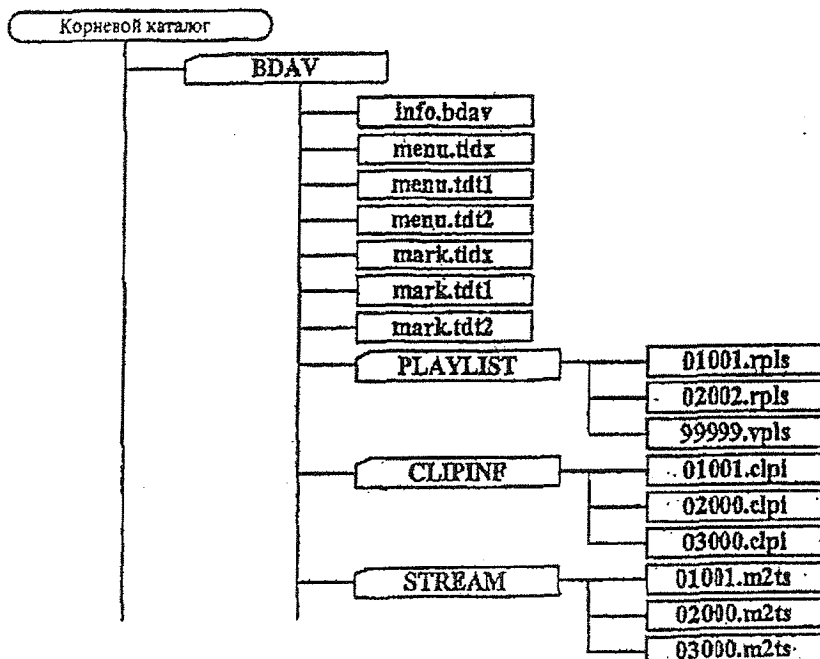 Корневой каталог
BDAV
info.bdav
menu.tidx
menu.tdt1
menu.tdt2
mark.tidx
mark.tdt1
mark.tdt2
PLAYLIST
01001.rpls
02002.rpls
99999.vpls
CLIPINF
01001.clpi
02000.clpi
03000.clpi
STREAM
01001.m2ts
02000.m2ts
03000.m2ts